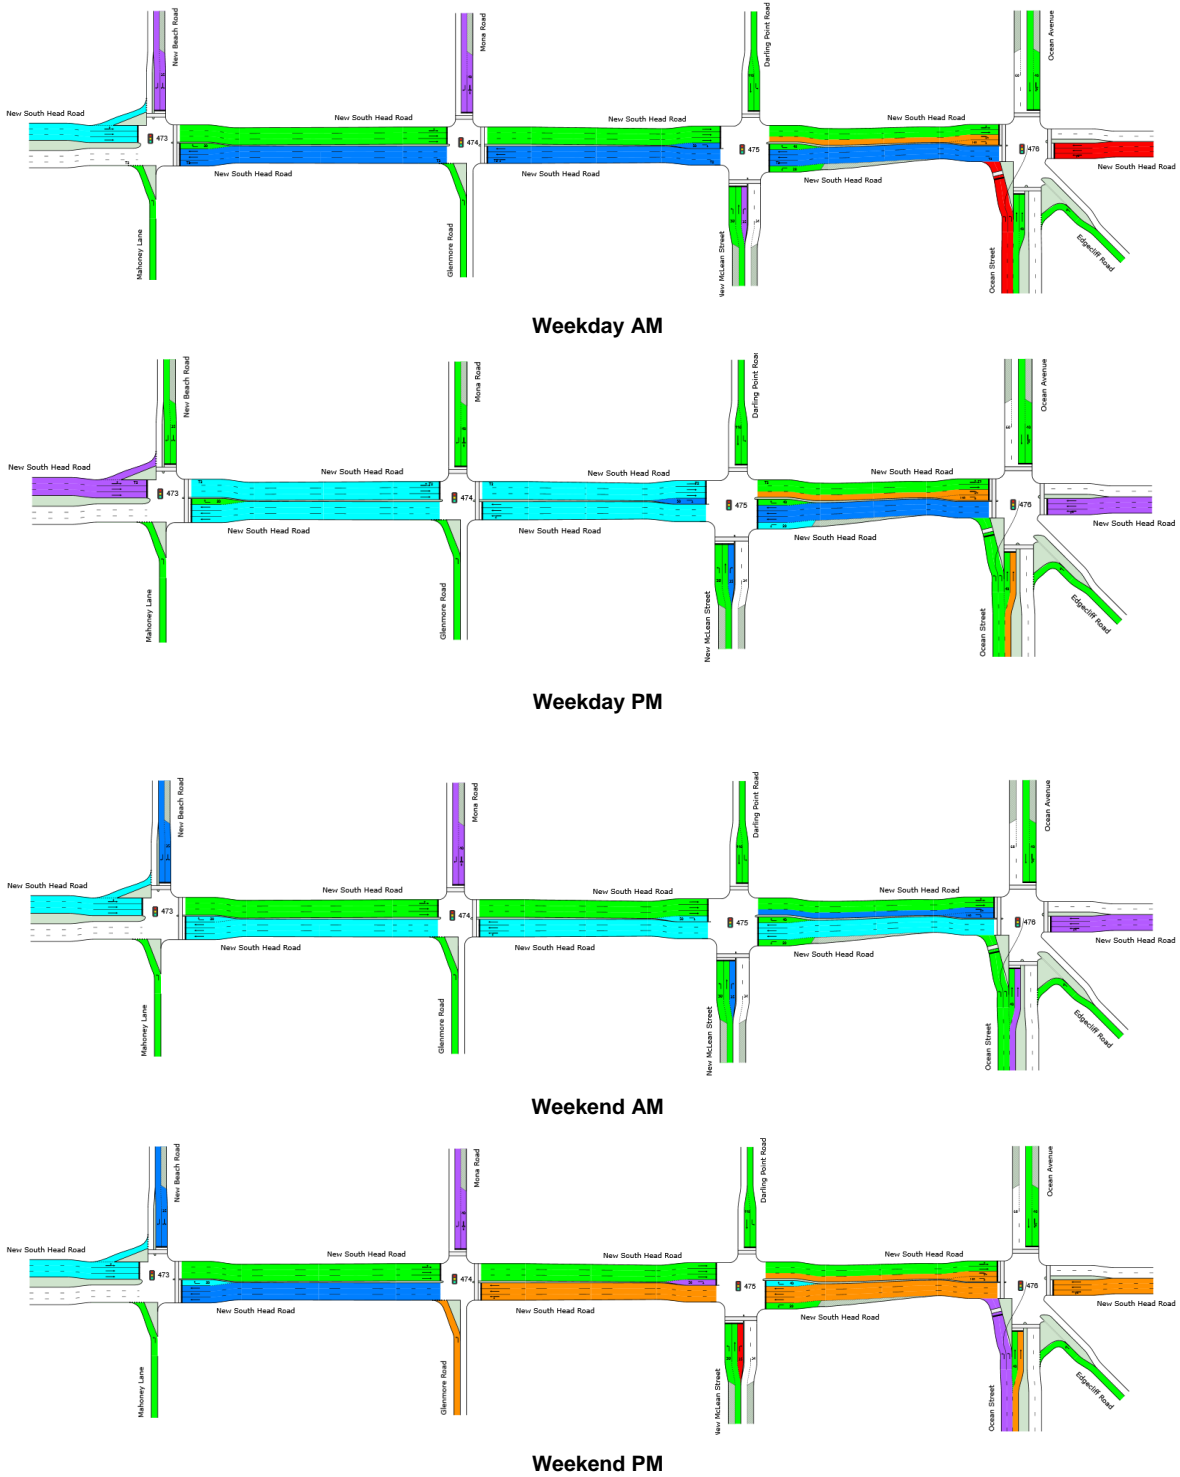 New Beach Road
Mona Road
Darling Point Road
Ocean Avenue
New South Head Road
New South Head Road
New South Head Road
New South Head Road
473
474
475
476
New South Head Road
New South Head Road
New South Head Road
New South Head Road
Mahoney Lane
Glenmore Road
New McLean Street
Ocean Street
Edgecliff Road
Weekday AM
New Beach Road
Mona Road
Darling Point Road
Ocean Avenue
New South Head Road
New South Head Road
New South Head Road
New South Head Road
473
474
475
476
New South Head Road
New South Head Road
New South Head Road
New South Head Road
Mahoney Lane
Glenmore Road
New McLean Street
Ocean Street
Edgecliff Road
Weekday PM
New Beach Road
Mona Road
Darling Point Road
Ocean Avenue
New South Head Road
New South Head Road
New South Head Road
New South Head Road
473
474
475
476
New South Head Road
New South Head Road
New South Head Road
New South Head Road
Mahoney Lane
Glenmore Road
New McLean Street
Ocean Street
Edgecliff Road
Weekend AM
New Beach Road
Mona Road
Darling Point Road
Ocean Avenue
New South Head Road
New South Head Road
New South Head Road
New South Head Road
473
474
475
476
New South Head Road
New South Head Road
New South Head Road
New South Head Road
Mahoney Lane
Glenmore Road
New McLean Street
Ocean Street
Edgecliff Road
Weekend PM